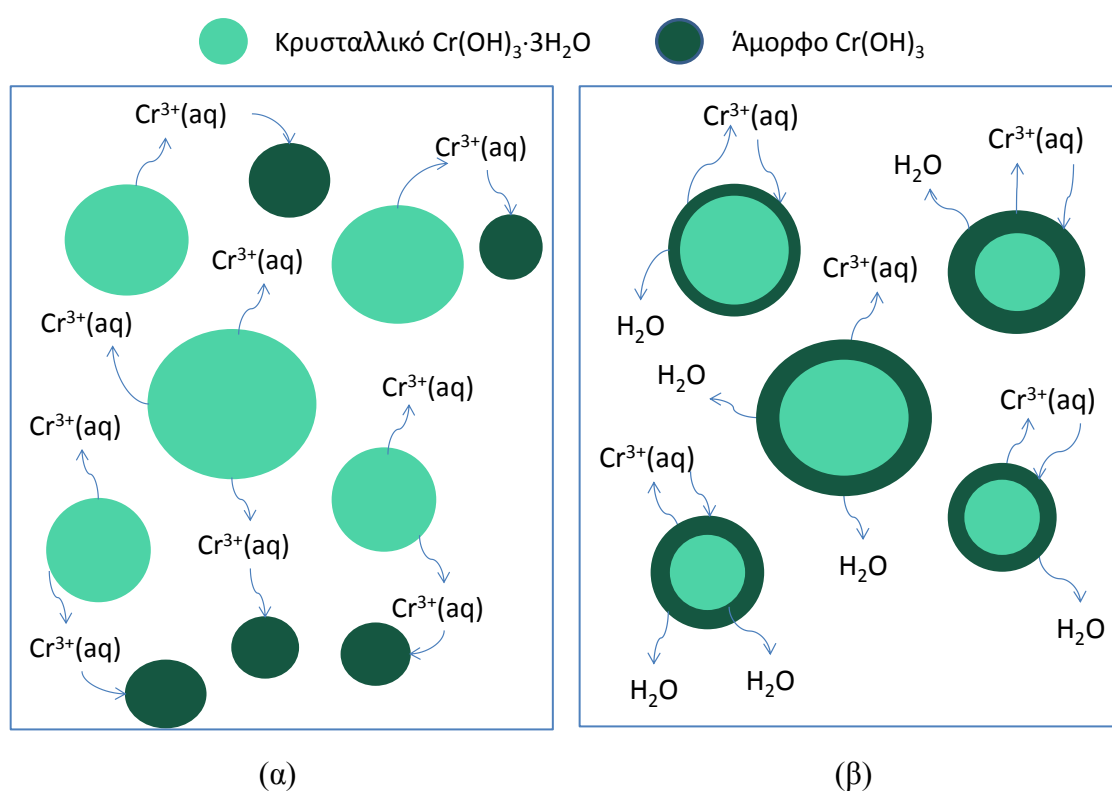 Κρυσταλλικό Cr(OH)₃·3H₂O
Άμορφο Cr(OH)₃
Cr³⁺(aq)
Cr³⁺(aq)
Cr³⁺(aq)
Cr³⁺(aq)
Cr³⁺(aq)
Cr³⁺(aq)
Cr³⁺(aq)
Cr³⁺(aq)
Cr³⁺(aq)
Cr³⁺(aq)
Cr³⁺(aq)
H₂O
H₂O
Cr³⁺(aq)
Cr³⁺(aq)
H₂O
Cr³⁺(aq)
Cr³⁺(aq)
H₂O
H₂O
H₂O
H₂O
(α)
(β)